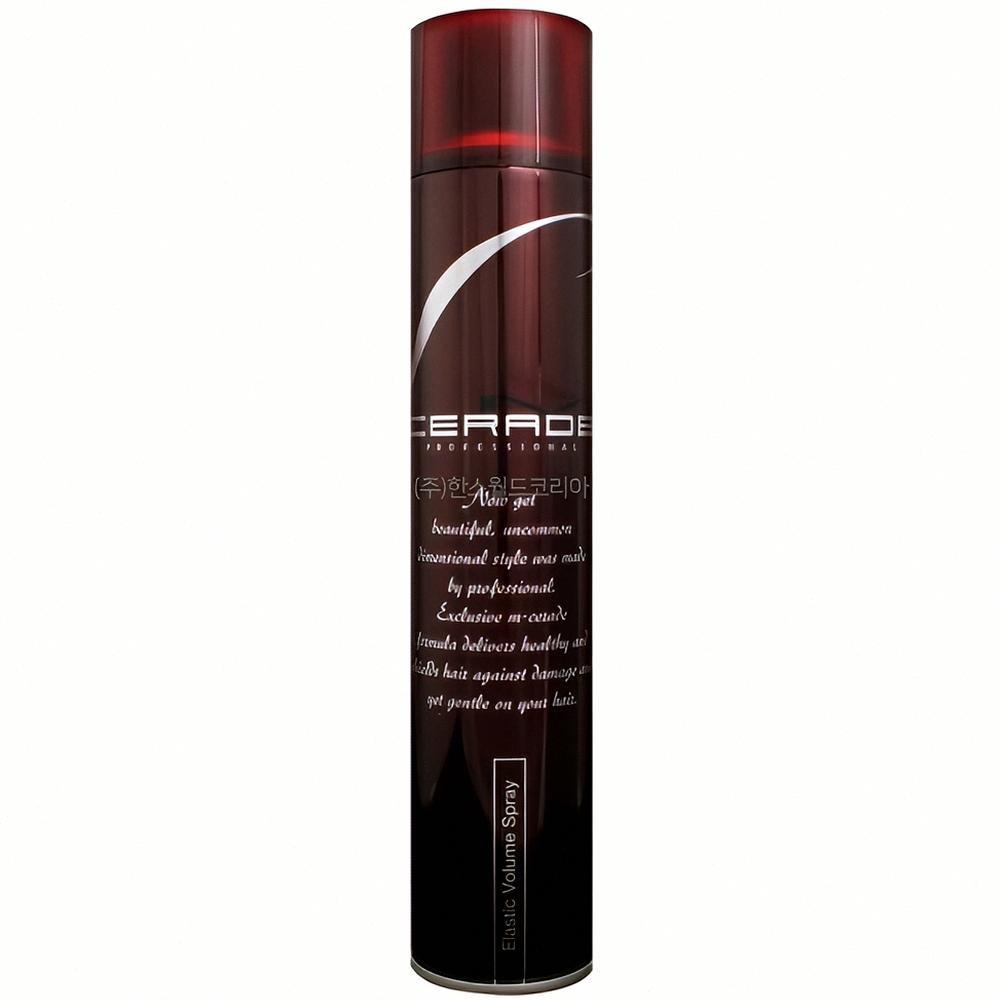 CERADE
PROFESSIONAL
(주)한스월드코리아
Now get
beautiful, uncommon
dimensional style was made
by professional.
Exclusive m-cerade
formula delivers healthy and
shields hair against damage and
yet gentle on your hair.
Elastic Volume Spray